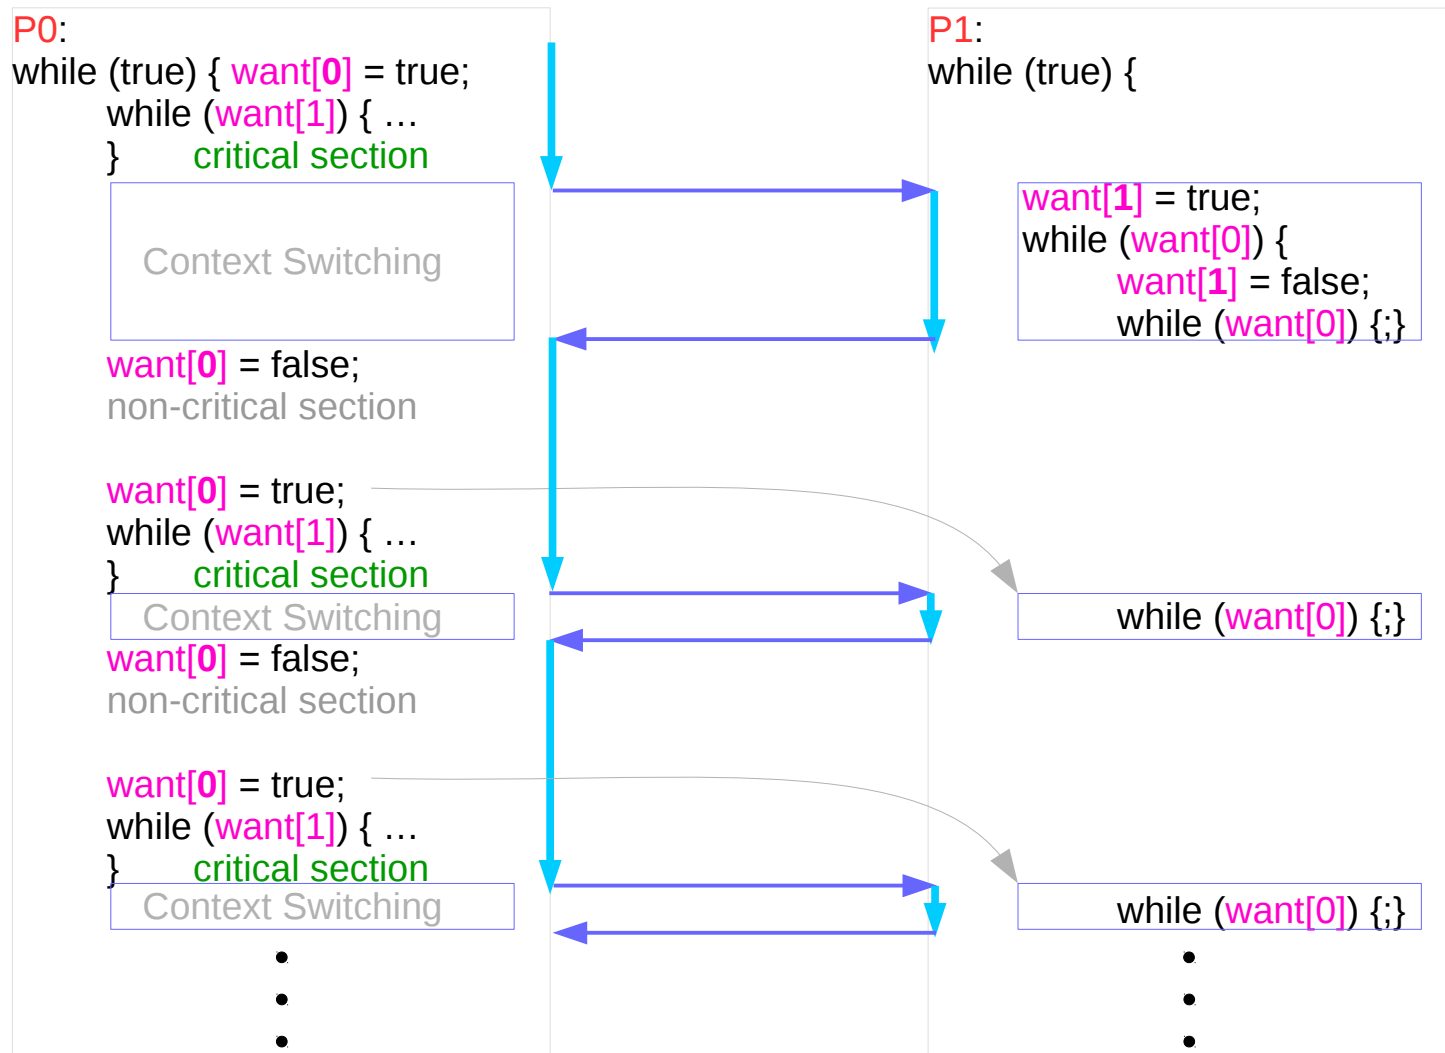 P0:
while (true) { want[0] = true;
while (want[1]) { …
} critical section
Context Switching
want[0] = false;
non-critical section
want[0] = true;
while (want[1]) { …
} critical section
Context Switching
want[0] = false;
non-critical section
want[0] = true;
while (want[1]) { …
} critical section
Context Switching
P1:
while (true) {
want[1] = true;
while (want[0]) {
want[1] = false;
while (want[0]) {;}
while (want[0]) {;}
while (want[0]) {;}